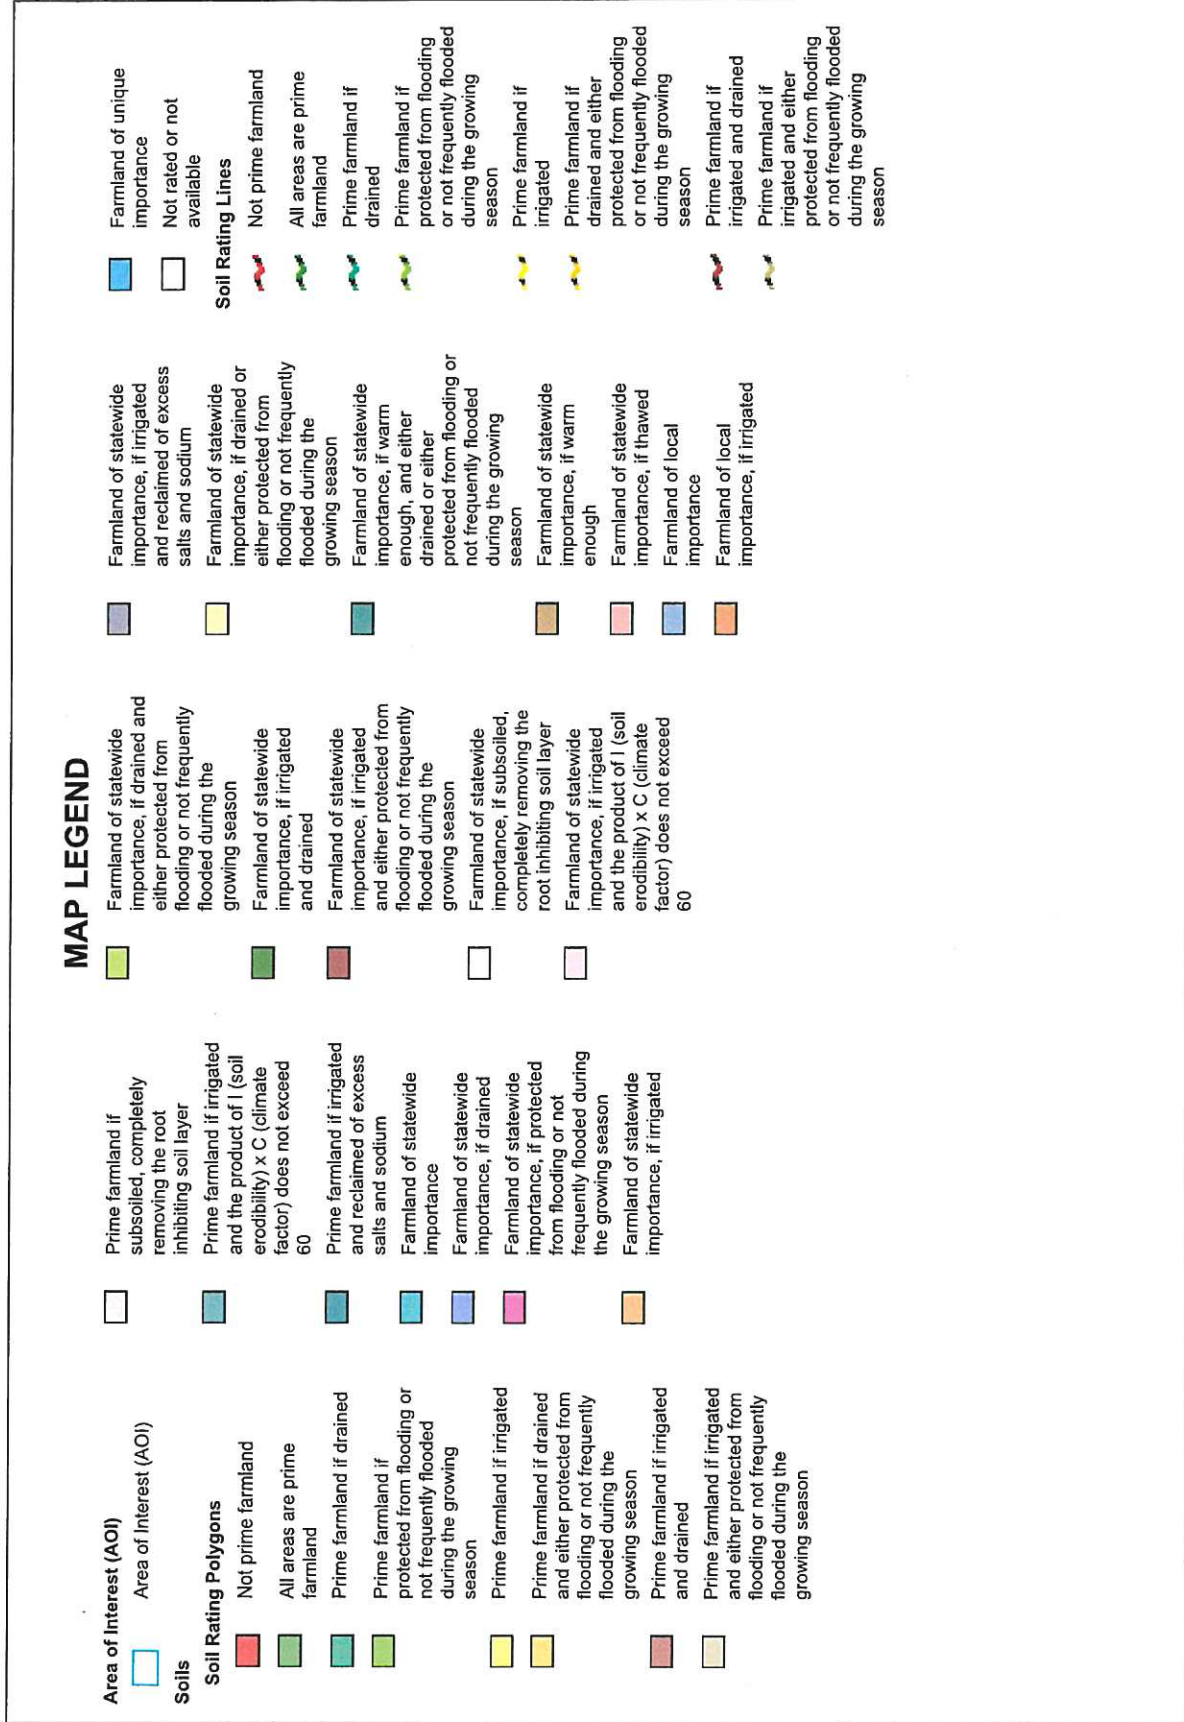 MAP LEGEND
Area of Interest (AOI)
Area of Interest (AOI)
Soils
Soil Rating Polygons
Not prime farmland
All areas are prime
farmland
Prime farmland if drained
Prime farmland if
protected from flooding or
not frequently flooded
during the growing
season
Prime farmland if irrigated
Prime farmland if drained
and either protected from
flooding or not frequently
flooded during the
growing season
Prime farmland if irrigated
and drained
Prime farmland if irrigated
and either protected from
flooding or not frequently
flooded during the
growing season
Prime farmland if
subsoiled, completely
removing the root
inhibiting soil layer
Prime farmland if irrigated
and the product of I (soil
erodibility) x C (climate
factor) does not exceed
60
Prime farmland if irrigated
and reclaimed of excess
salts and sodium
Farmland of statewide
importance
Farmland of statewide
importance, if drained
Farmland of statewide
importance, if protected
from flooding or not
frequently flooded during
the growing season
Farmland of statewide
importance, if irrigated
Farmland of statewide
importance, if drained and
either protected from
flooding or not frequently
flooded during the
growing season
Farmland of statewide
importance, if irrigated
and drained
Farmland of statewide
importance, if irrigated
and either protected from
flooding or not frequently
flooded during the
growing season
Farmland of statewide
importance, if subsoiled,
completely removing the
root inhibiting soil layer
Farmland of statewide
importance, if irrigated
and the product of I (soil
erodibility) x C (climate
factor) does not exceed
60
Farmland of statewide
importance, if irrigated
and reclaimed of excess
salts and sodium
Farmland of statewide
importance, if drained or
either protected from
flooding or not frequently
flooded during the
growing season
Farmland of statewide
importance, if warm
enough, and either
drained or either
protected from flooding or
not frequently flooded
during the growing
season
Farmland of statewide
importance, if warm
enough
Farmland of statewide
importance, if thawed
Farmland of local
importance
Farmland of local
importance, if irrigated
Farmland of unique
importance
Not rated or not
available
Soil Rating Lines
Not prime farmland
All areas are prime
farmland
Prime farmland if
drained
Prime farmland if
protected from flooding
or not frequently flooded
during the growing
season
Prime farmland if
irrigated
Prime farmland if
drained and either
protected from flooding
or not frequently flooded
during the growing
season
Prime farmland if
irrigated and drained
Prime farmland if
irrigated and either
protected from flooding
or not frequently flooded
during the growing
season